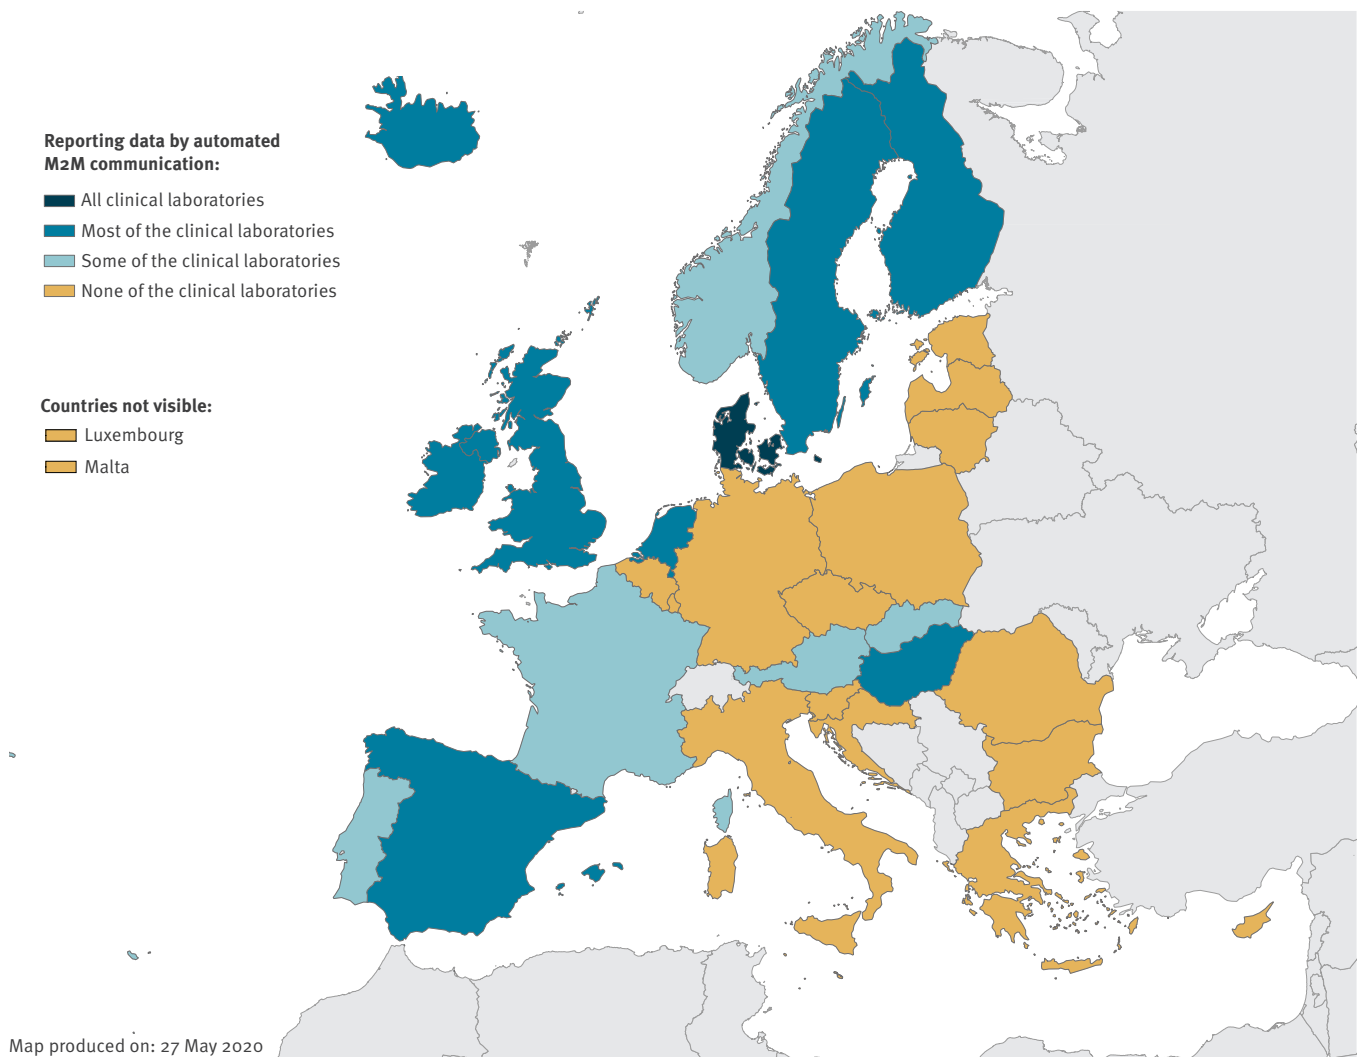 Reporting data by automated
M2M communication:
All clinical laboratories
Most of the clinical laboratories
Some of the clinical laboratories
None of the clinical laboratories
Countries not visible:
Luxembourg
Malta
Map produced on: 27 May 2020